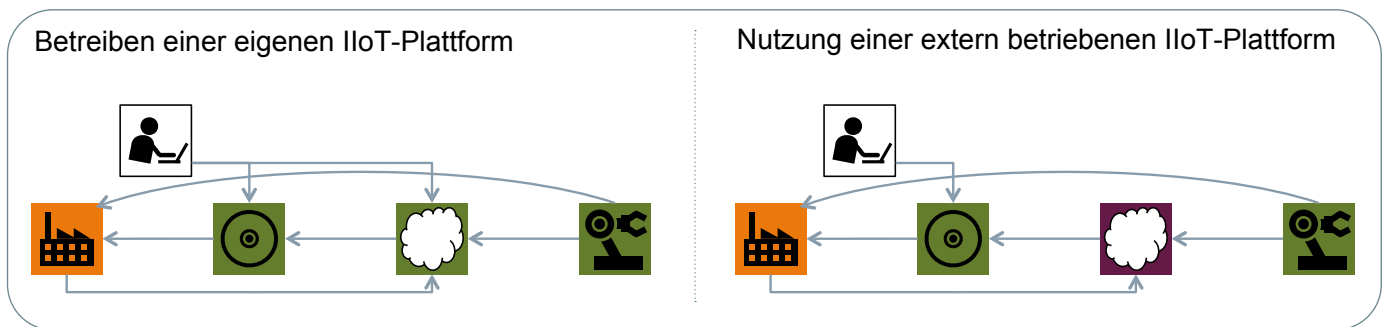 Betreiben einer eigenen IIoT-Plattform
Nutzung einer extern betriebenen IIoT-Plattform